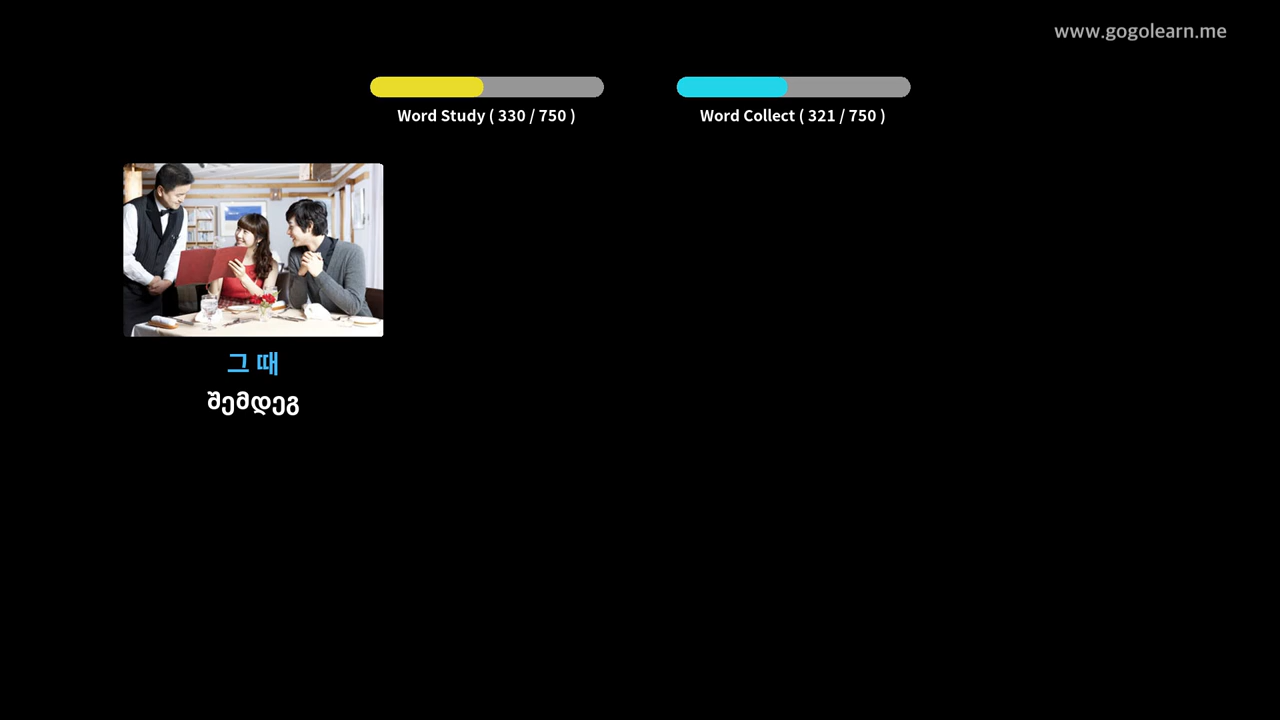 www.gogolearn.me
Word Study ( 330 / 750 )
Word Collect ( 321 / 750 )
그 때
შემდეგ